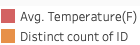 Avg. Temperature(F)
Distinct count of ID